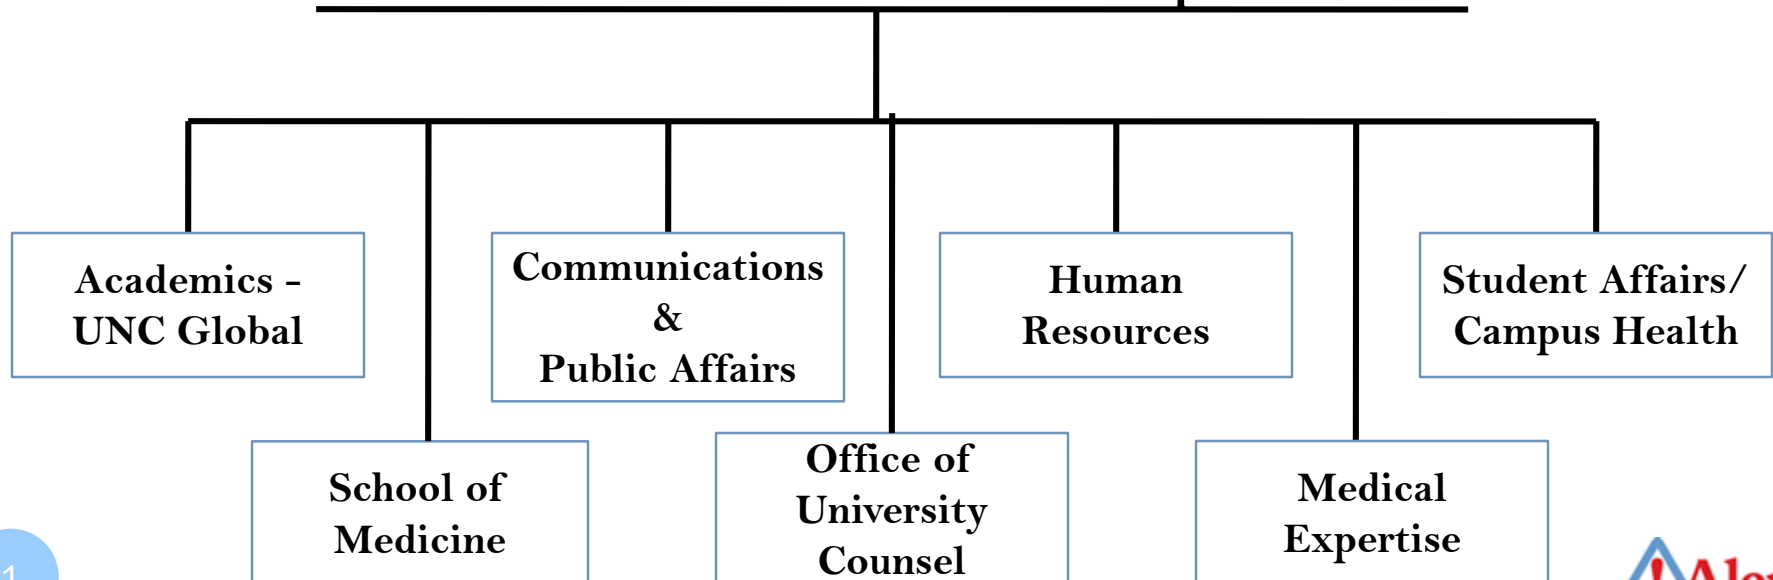 Academics -
UNC Global
Communications
&
Public Affairs
Human
Resources
Student Affairs/
Campus Health
School of
Medicine
Office of
University
Counsel
Medical
Expertise
1